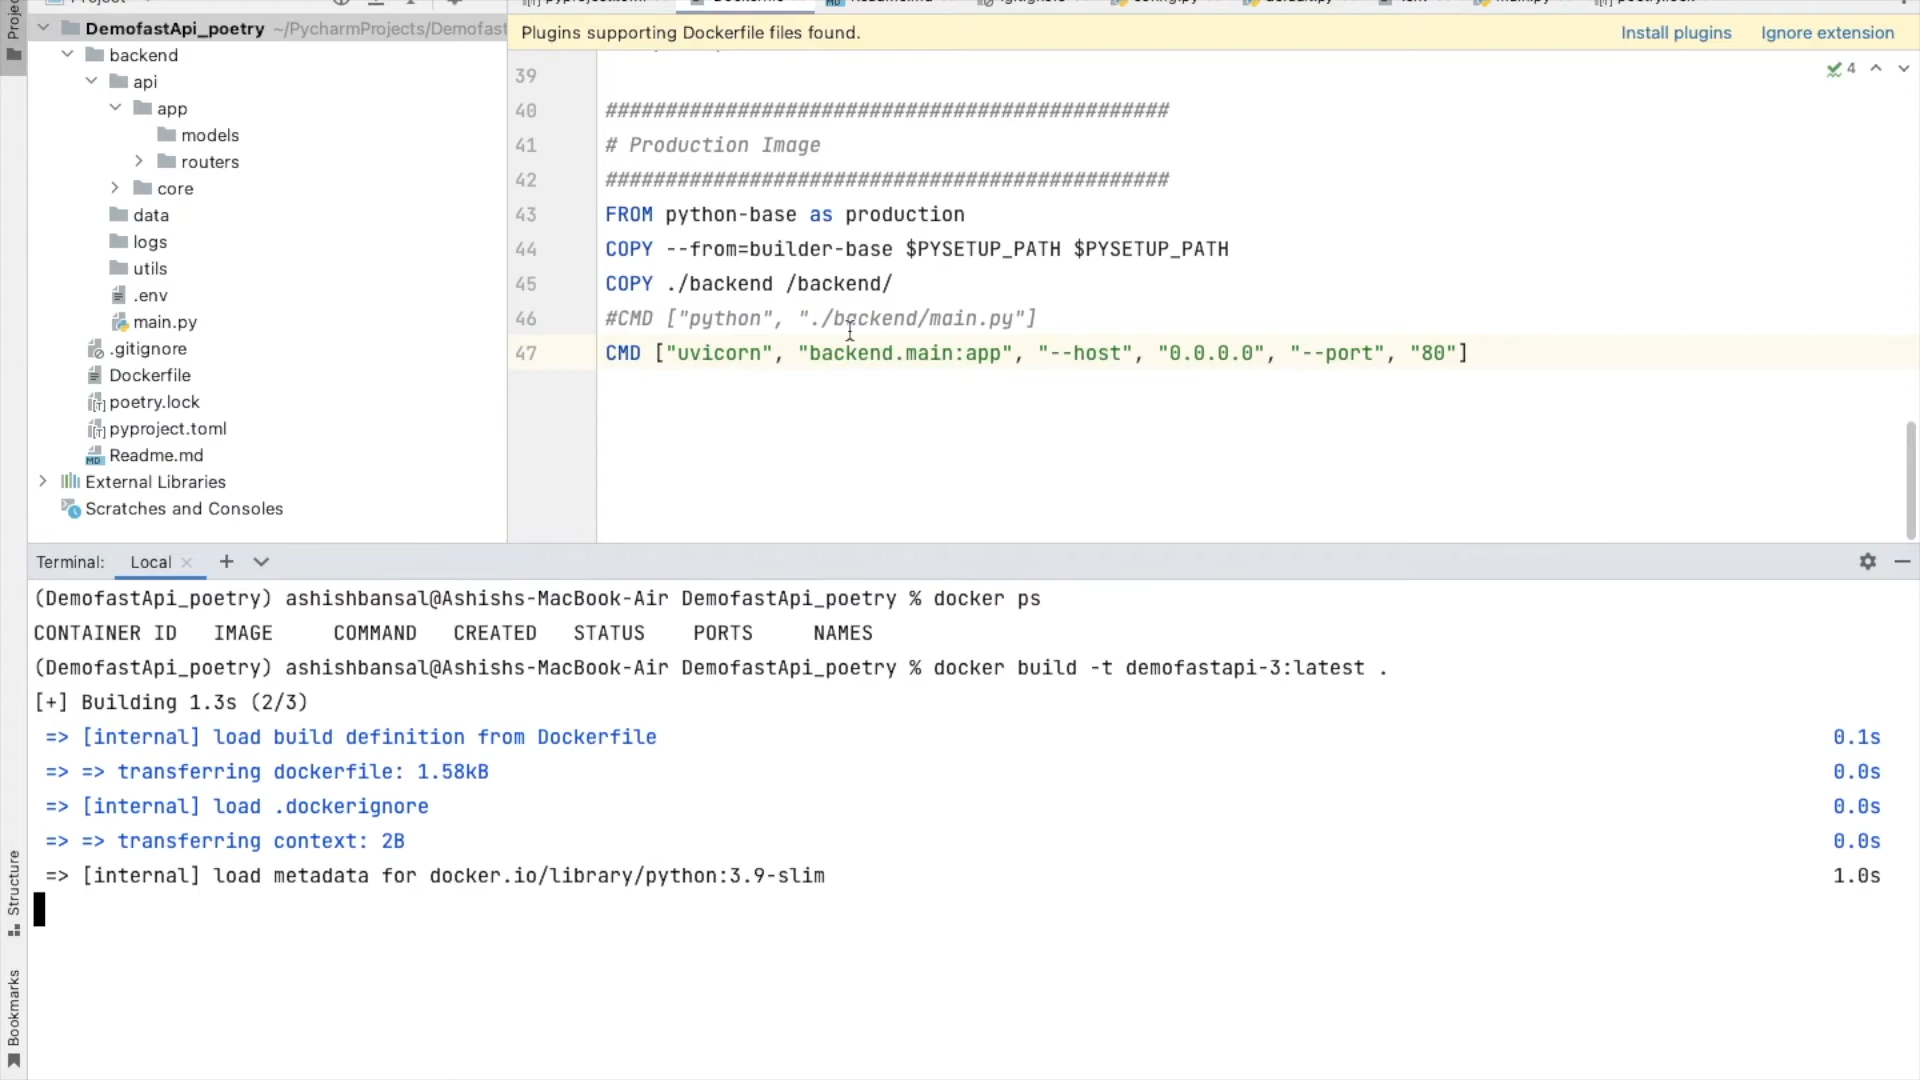 Project
DemofastApi_poetry ~/PycharmProjects/Demofast
backend
api
app
models
routers
core
data
logs
utils
.env
main.py
.gitignore
Dockerfile
poetry.lock
pyproject.toml
Readme.md
External Libraries
Scratches and Consoles
Plugins supporting Dockerfile files found. Install plugins Ignore extension
4
39
40 ###############################################
41 # Production Image
42 ###############################################
43 FROM python-base as production
44 COPY --from=builder-base $PYSETUP_PATH $PYSETUP_PATH
45 COPY ./backend /backend/
46 #CMD ["python", "./backend/main.py"]
47 CMD ["uvicorn", "backend.main:app", "--host", "0.0.0.0", "--port", "80"]
Terminal: Local
(DemofastApi_poetry) ashishbansal@Ashishs-MacBook-Air DemofastApi_poetry % docker ps
CONTAINER ID IMAGE COMMAND CREATED STATUS PORTS NAMES
(DemofastApi_poetry) ashishbansal@Ashishs-MacBook-Air DemofastApi_poetry % docker build -t demofastapi-3:latest .
[+] Building 1.3s (2/3)
=> [internal] load build definition from Dockerfile 0.1s
=> => transferring dockerfile: 1.58kB 0.0s
=> [internal] load .dockerignore 0.0s
=> => transferring context: 2B 0.0s
=> [internal] load metadata for docker.io/library/python:3.9-slim 1.0s
Structure
Bookmarks